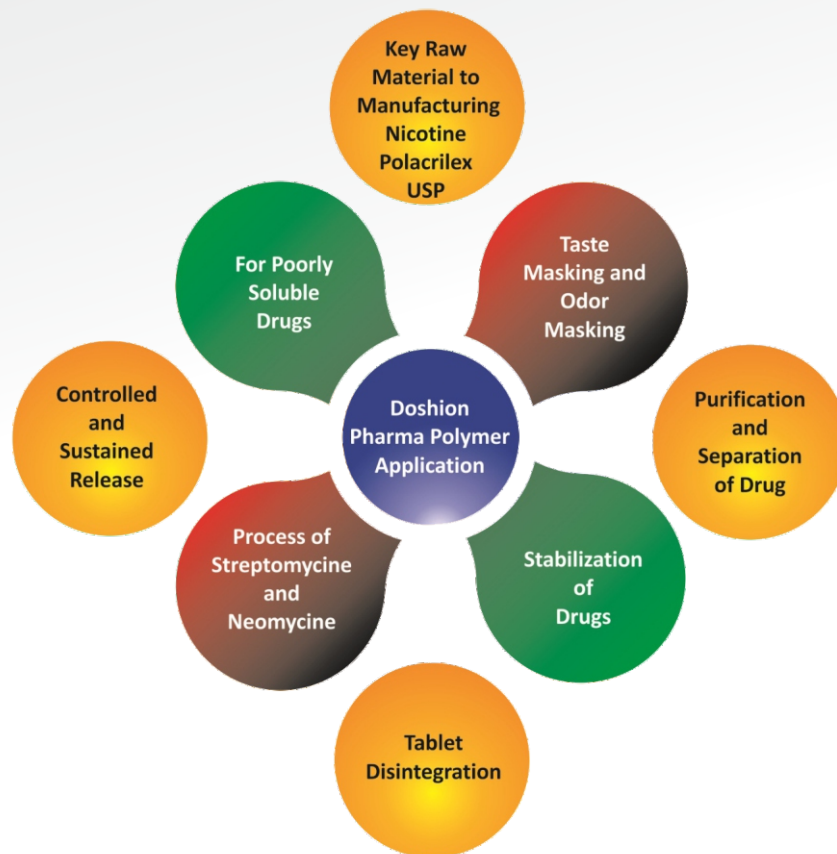 Key Raw
Material to
Manufacturing
Nicotine
Polacrilex
USP
For Poorly
Soluble
Drugs
Taste
Masking and
Odor
Masking
Controlled
and
Sustained
Release
Doshion
Pharma Polymer
Application
Purification
and
Separation
of Drug
Process of
Streptomycine
and
Neomycine
Stabilization
of
Drugs
Tablet
Disintegration